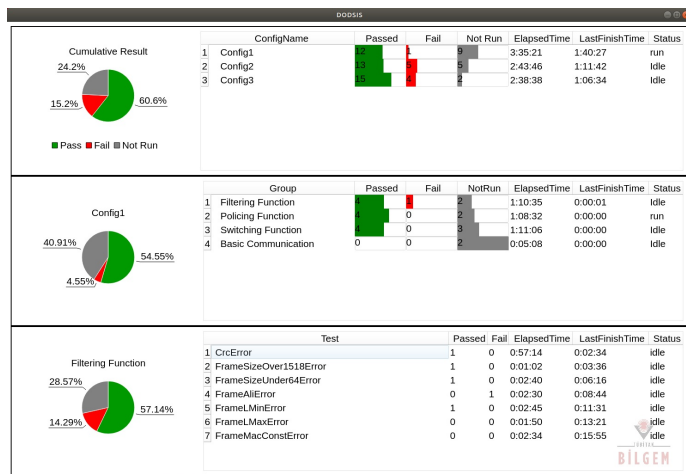 DODSIS
Cumulative Result
24.2%
15.2%
60.6%
Pass Fail Not Run
ConfigName Passed Fail Not Run ElapsedTime LastFinishTime Status
1 Config1 12 1 9 3:35:21 1:40:27 run
2 Config2 13 5 5 2:43:46 1:11:42 Idle
3 Config3 15 4 2 2:38:38 1:06:34 Idle
Config1
40.91%
54.55%
4.55%
Group Passed Fail NotRun ElapsedTime LastFinishTime Status
1 Filtering Function 4 1 2 1:10:35 0:00:01 Idle
2 Policing Function 4 0 2 1:08:32 0:00:00 run
3 Switching Function 4 0 3 1:11:06 0:00:00 Idle
4 Basic Communication 0 0 2 0:05:08 0:00:00 Idle
Filtering Function
28.57%
57.14%
14.29%
Test Passed Fail ElapsedTime LastFinishTime Status
1 CrcError 1 0 0:57:14 0:02:34 idle
2 FrameSizeOver1518Error 1 0 0:01:02 0:03:36 idle
3 FrameSizeUnder64Error 1 0 0:02:40 0:06:16 idle
4 FrameAliError 0 1 0:02:30 0:08:44 idle
5 FrameLMinError 1 0 0:02:45 0:11:31 idle
6 FrameLMaxError 0 0 0:01:50 0:13:21 idle
7 FrameMacConstError 0 0 0:02:34 0:15:55 idle
TÜBİTAK
BİLGEM